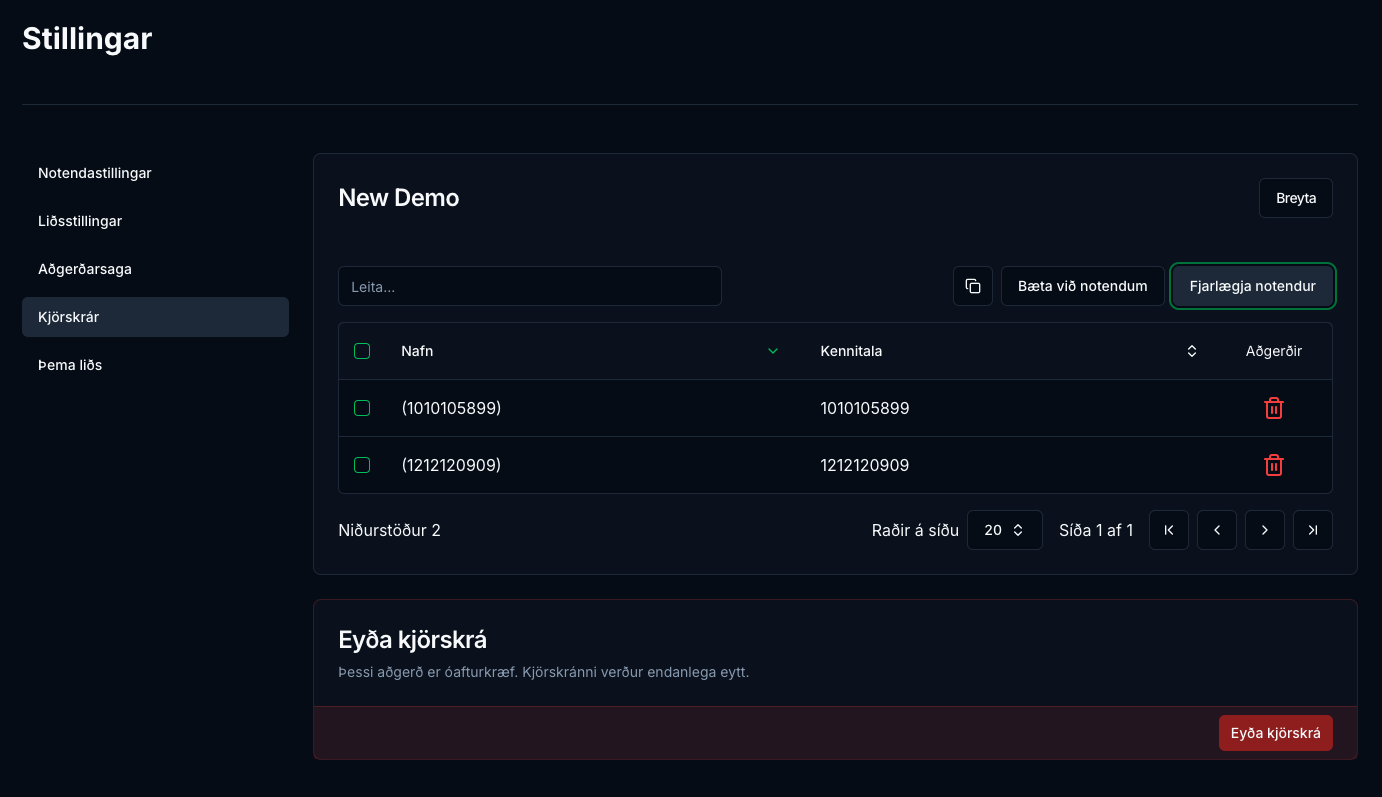 Stillingar
Notendastillingar
Liðsstillingar
Aðgerðarsaga
Kjörskrár
Þema liðs
New Demo
Breyta
Leita...
Bæta við notendum
Fjarlægja notendur
Nafn
Kennitala
Aðgerðir
(1010105899)
1010105899
(1212120909)
1212120909
Niðurstöður 2
Raðir á síðu
20
Síða 1 af 1
Eyða kjörskrá
Þessi aðgerð er óafturkræf. Kjörskránni verður endanlega eytt.
Eyða kjörskrá